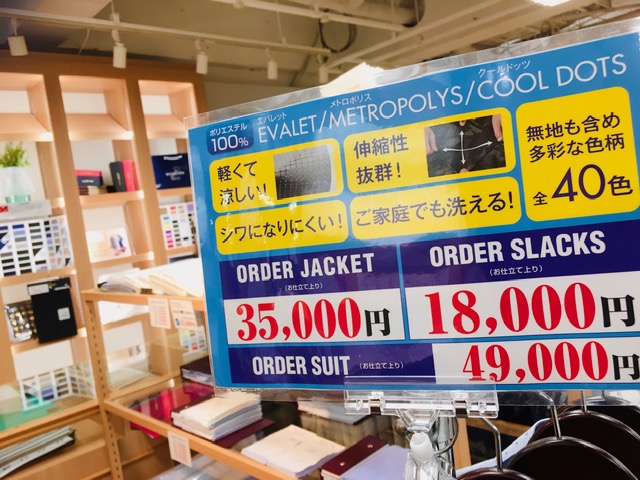 ポリエステル
100%
エバレット メトロポリス クールドッツ
EVALET/METROPOLYS/COOL DOTS
軽くて
涼しい!
伸縮性
抜群!
無地も含め
多彩な色柄
全40色
シワになりにくい!
ご家庭でも洗える!
ORDER JACKET
(お仕立て上り)
35,000円
ORDER SLACKS
(お仕立て上り)
18,000円
ORDER SUIT (お仕立て上り) 49,000円